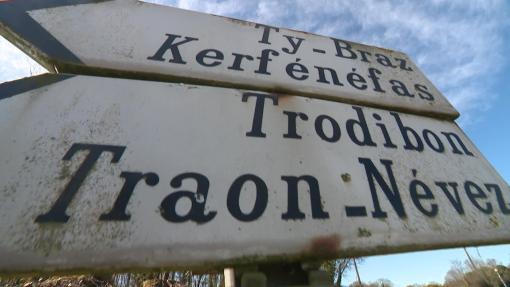 Ty-Braz
Kerfénéfas
Trodibon
Traon-Névez